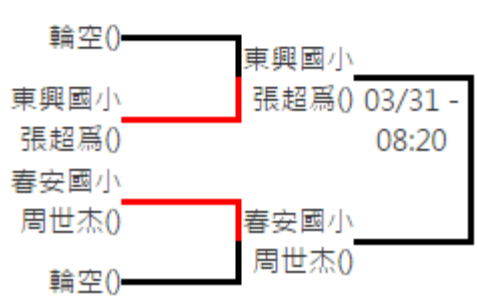 輪空()
東興國小
張超爲()
春安國小
周世杰()
輪空()
東興國小
張超爲()
03/31 -
08:20
春安國小
周世杰()